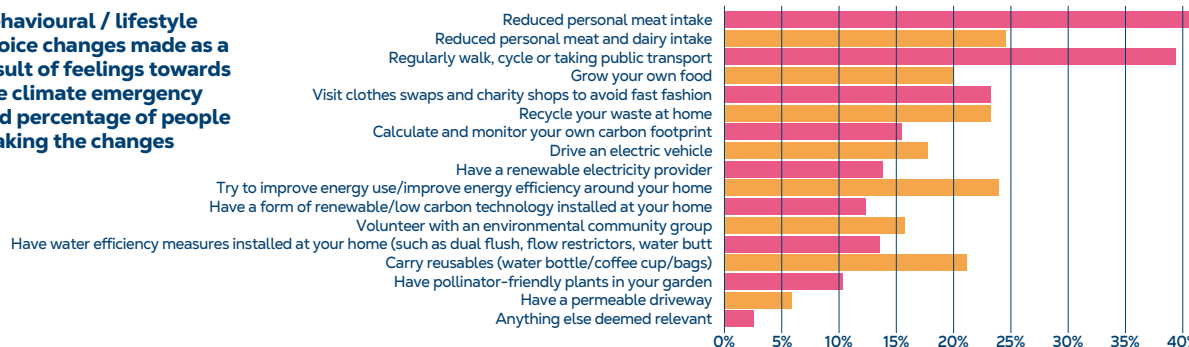 havioural / lifestyle
oice changes made as a
sult of feelings towards
e climate emergency
d percentage of people
aking the changes
Reduced personal meat intake
Reduced personal meat and dairy intake
Regularly walk, cycle or taking public transport
Grow your own food
Visit clothes swaps and charity shops to avoid fast fashion
Recycle your waste at home
Calculate and monitor your own carbon footprint
Drive an electric vehicle
Have a renewable electricity provider
Try to improve energy use/improve energy efficiency around your home
Have a form of renewable/low carbon technology installed at your home
Volunteer with an environmental community group
Have water efficiency measures installed at your home (such as dual flush, flow restrictors, water butt
Carry reusables (water bottle/coffee cup/bags)
Have pollinator-friendly plants in your garden
Have a permeable driveway
Anything else deemed relevant
0% 5% 10% 15% 20% 25% 30% 35% 40%